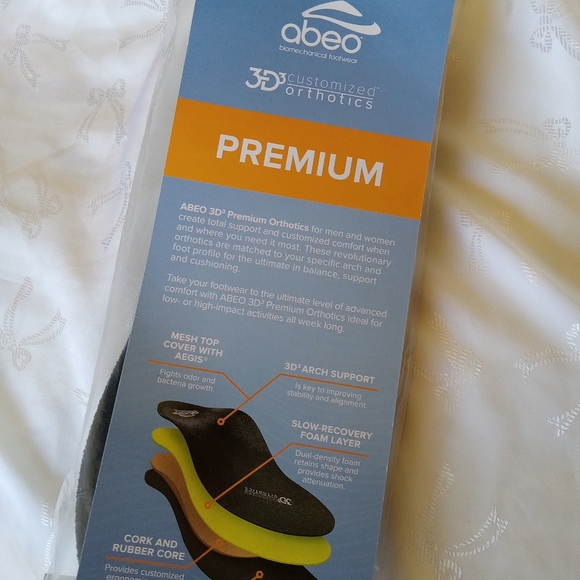 abeo
biomechanical footwear
3D³ customized™
orthotics
PREMIUM
ABEO 3D³ Premium Orthotics for men and women
create total support and customized comfort when
and where you need it most. These revolutionary
orthotics are matched to your specific arch and
foot profile for the ultimate in balance, support
and cushioning.
Take your footwear to the ultimate level of advanced
comfort with ABEO 3D³ Premium Orthotics ideal for
low- or high-impact activities all week long.
MESH TOP
COVER WITH
AEGIS®
Fights odor and
bacteria growth.
3D³ ARCH SUPPORT
Is key to improving
stability and alignment.
SLOW-RECOVERY
FOAM LAYER
Dual-density foam
retains shape and
provides shock
attenuation.
CORK AND
RUBBER CORE
Provides customized